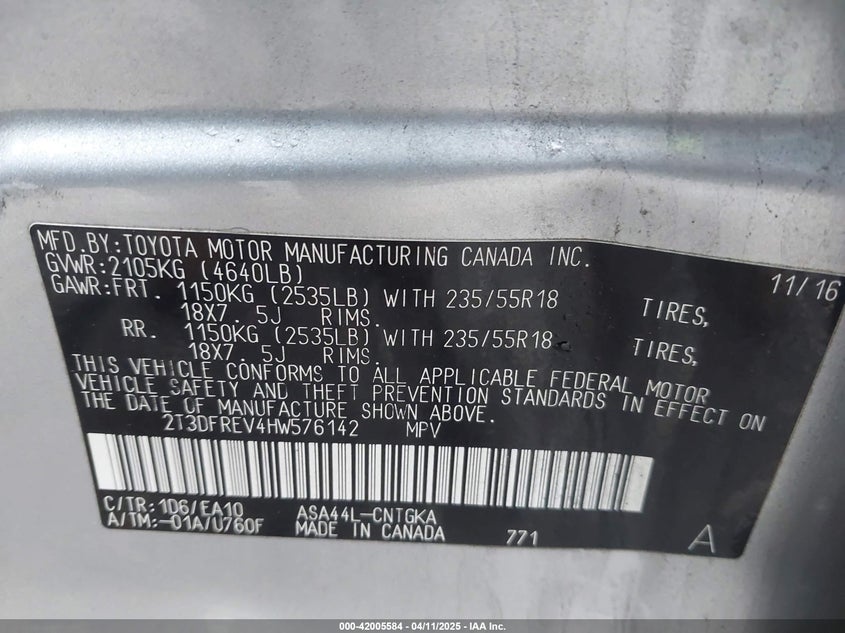 MFD.BY:TOYOTA MOTOR MANUFACTURING CANADA INC.
GVWR:2105KG (4640LB) 11/16
GAWR:FRT. 1150KG (2535LB) WITH 235/55R18 TIRES,
18X7.5J RIMS.
RR. 1150KG (2535LB) WITH 235/55R18 TIRES,
18X7.5J RIMS.
THIS VEHICLE CONFORMS TO ALL APPLICABLE FEDERAL MOTOR
VEHICLE SAFETY AND THEFT PREVENTION STANDARDS IN EFFECT ON
THE DATE OF MANUFACTURE SHOWN ABOVE.
2T3DFREV4HW576142 MPV
C/TR:1D6/EA10 ASA44L-CNTGKA
A/TM:-01A/U760F MADE IN CANADA 771 A
000-42005584 - 04/11/2025 - IAA Inc.